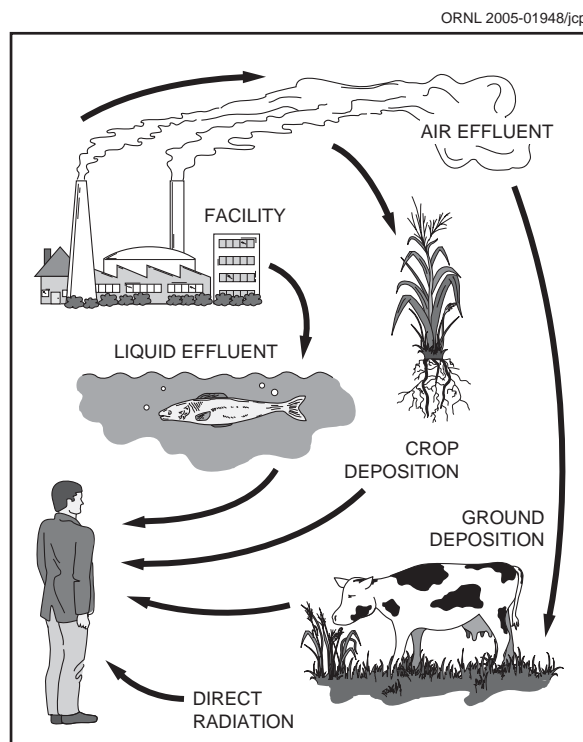 ORNL 2005-01948/jcp
AIR EFFLUENT
FACILITY
LIQUID EFFLUENT
CROP
DEPOSITION
GROUND
DEPOSITION
DIRECT
RADIATION